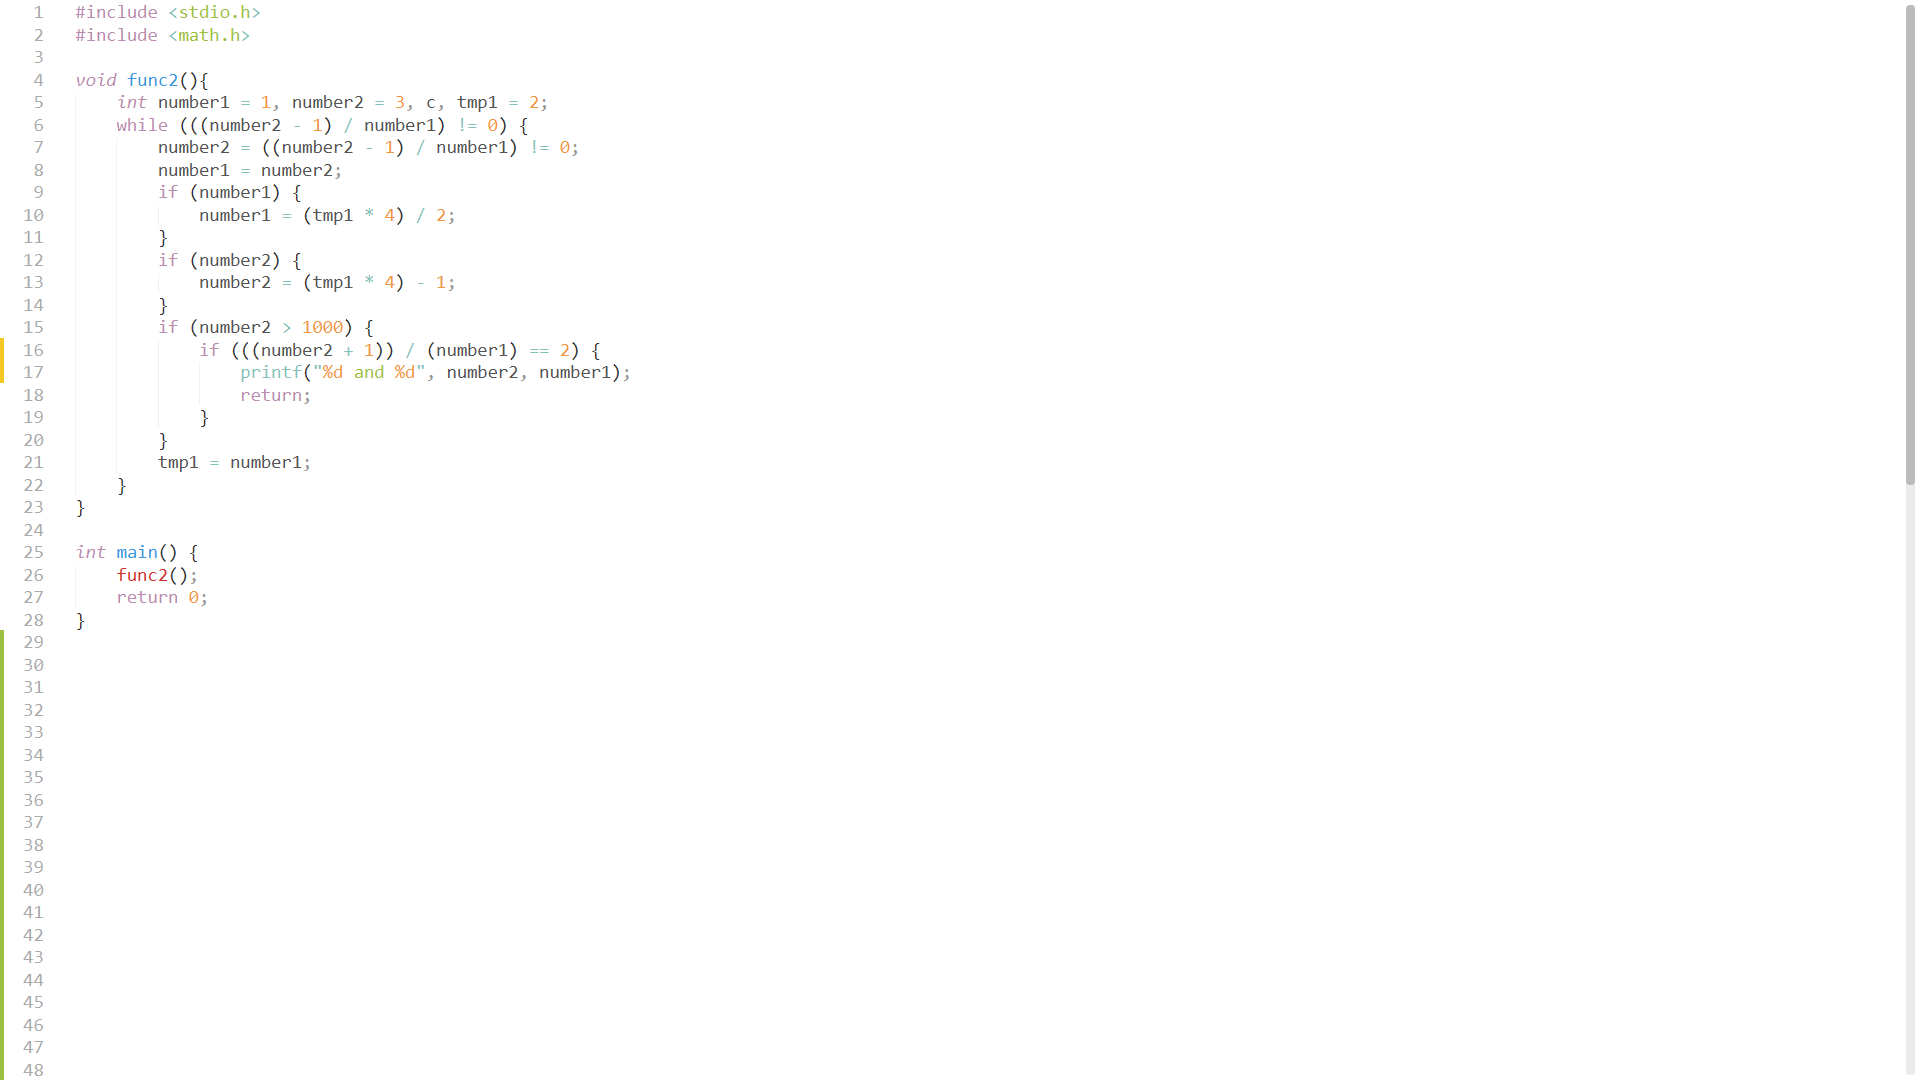 1 #include <stdio.h>
2 #include <math.h>
3
4 void func2(){
5     int number1 = 1, number2 = 3, c, tmp1 = 2;
6     while (((number2 - 1) / number1) != 0) {
7         number2 = ((number2 - 1) / number1) != 0;
8         number1 = number2;
9         if (number1) {
10             number1 = (tmp1 * 4) / 2;
11         }
12         if (number2) {
13             number2 = (tmp1 * 4) - 1;
14         }
15         if (number2 > 1000) {
16             if (((number2 + 1)) / (number1) == 2) {
17                 printf("%d and %d", number2, number1);
18                 return;
19             }
20         }
21         tmp1 = number1;
22     }
23 }
24
25 int main() {
26     func2();
27     return 0;
28 }
29
30
31
32
33
34
35
36
37
38
39
40
41
42
43
44
45
46
47
48